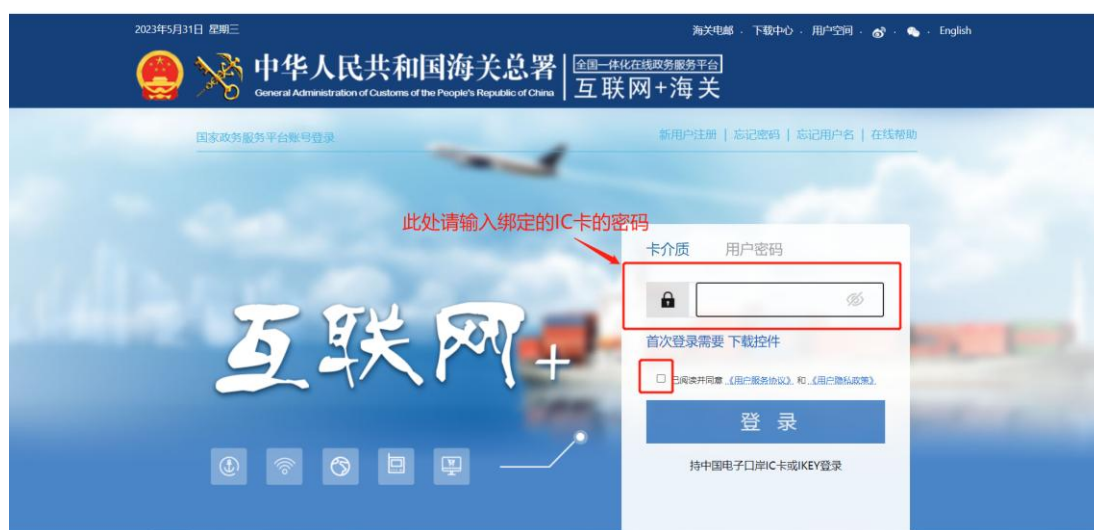 2023年5月31日 星期三
海关电邮 · 下载中心 · 用户空间 · · · English
中华人民共和国海关总署
General Administration of Customs of the People's Republic of China
全国一体化在线政务服务平台
互联网+海关
国家政务服务平台账号登录
新用户注册 | 忘记密码 | 忘记用户名 | 在线帮助
此处请输入绑定的IC卡的密码
卡介质 用户密码
首次登录需要 下载控件
互联网+
已阅读并同意《用户服务协议》 和《用户隐私政策》
登 录
持中国电子口岸IC卡或IKEY登录